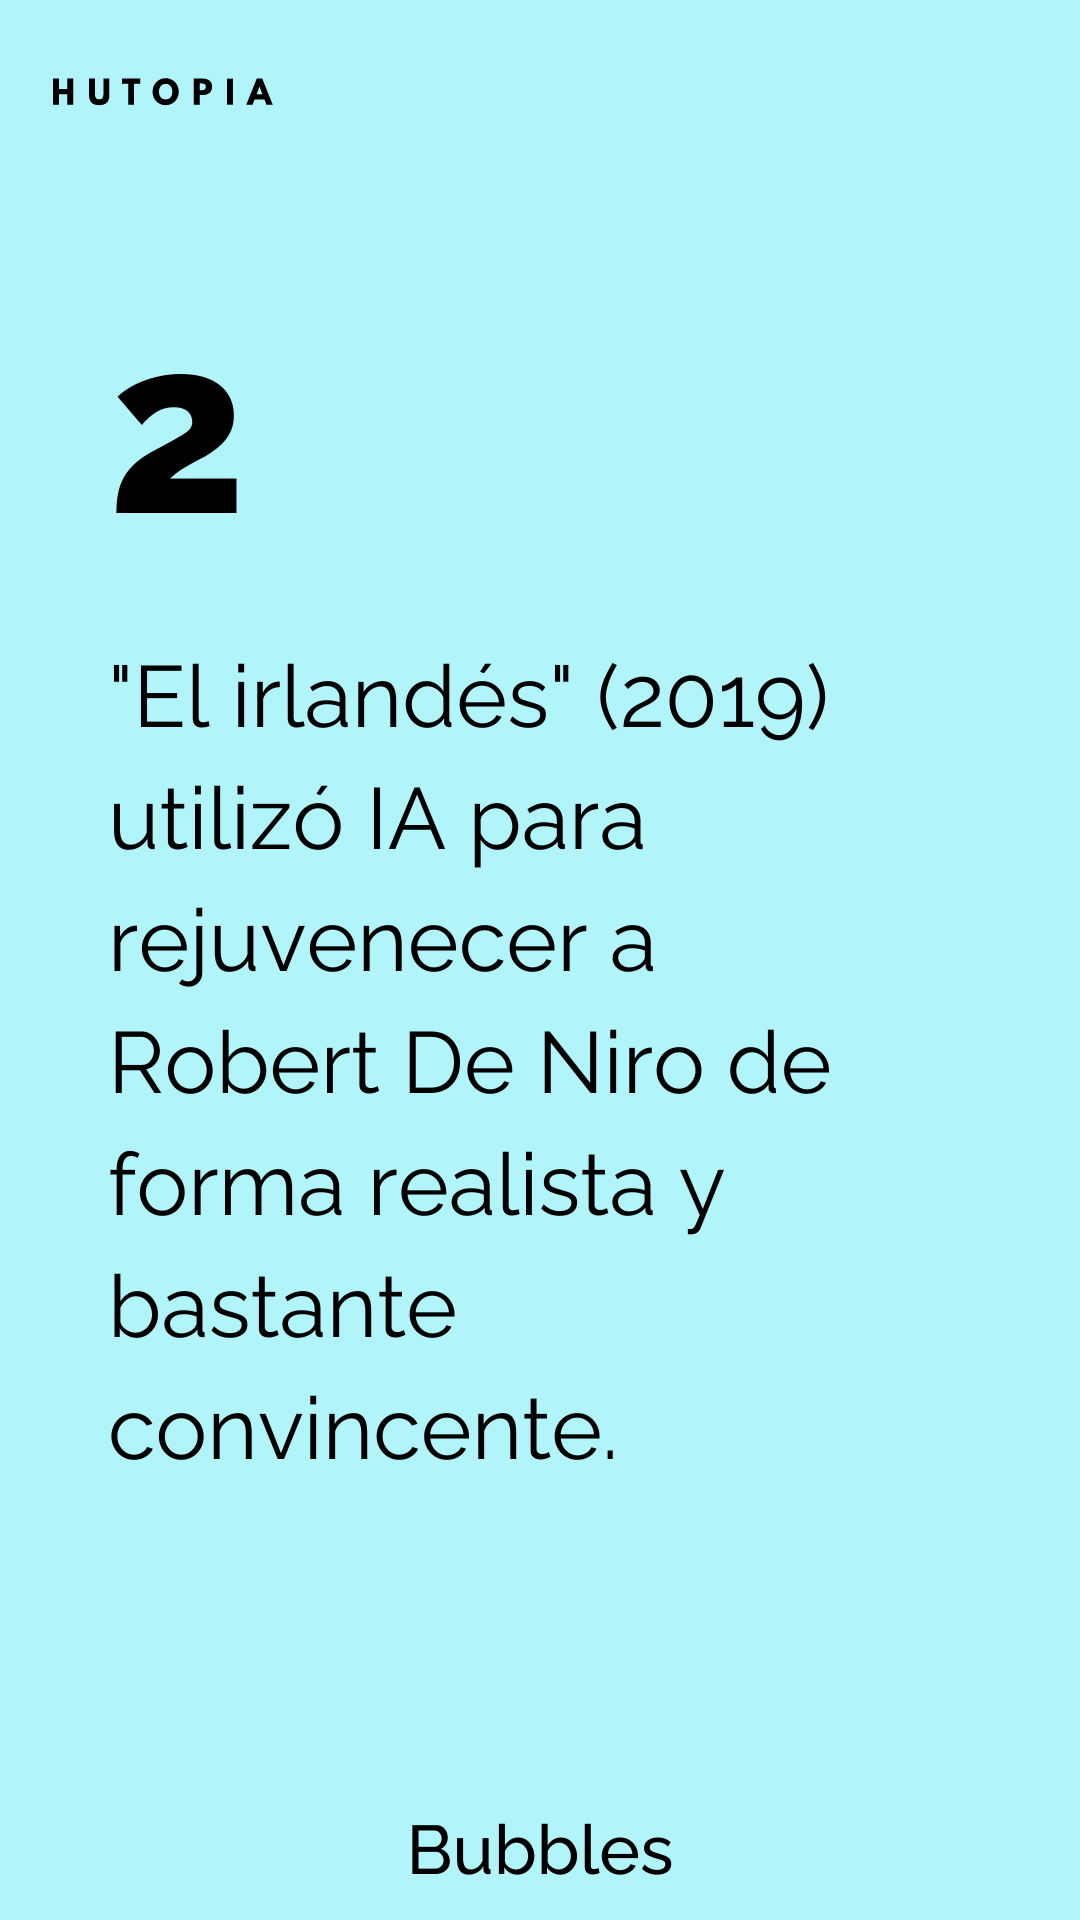 HUTOPIA
2
"El irlandés" (2019)
utilizó IA para
rejuvenecer a
Robert De Niro de
forma realista y
bastante
convincente.
Bubbles